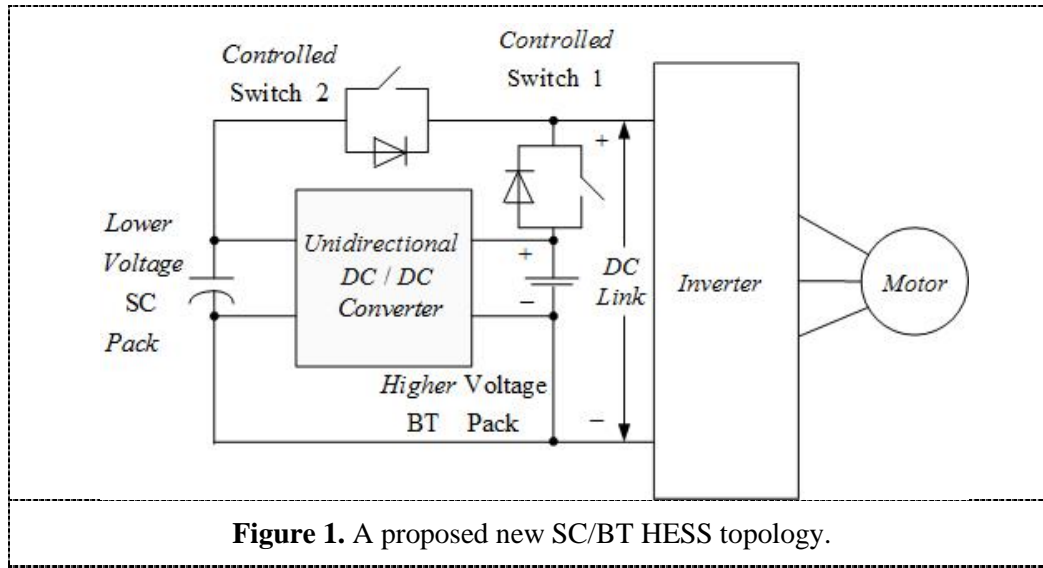 Controlled
Switch 2
Controlled
Switch 1
+
Lower
Voltage
SC
Pack
Unidirectional
DC / DC
Converter
+
−
DC
Link
Inverter
Motor
Higher Voltage
BT Pack
−
Figure 1. A proposed new SC/BT HESS topology.